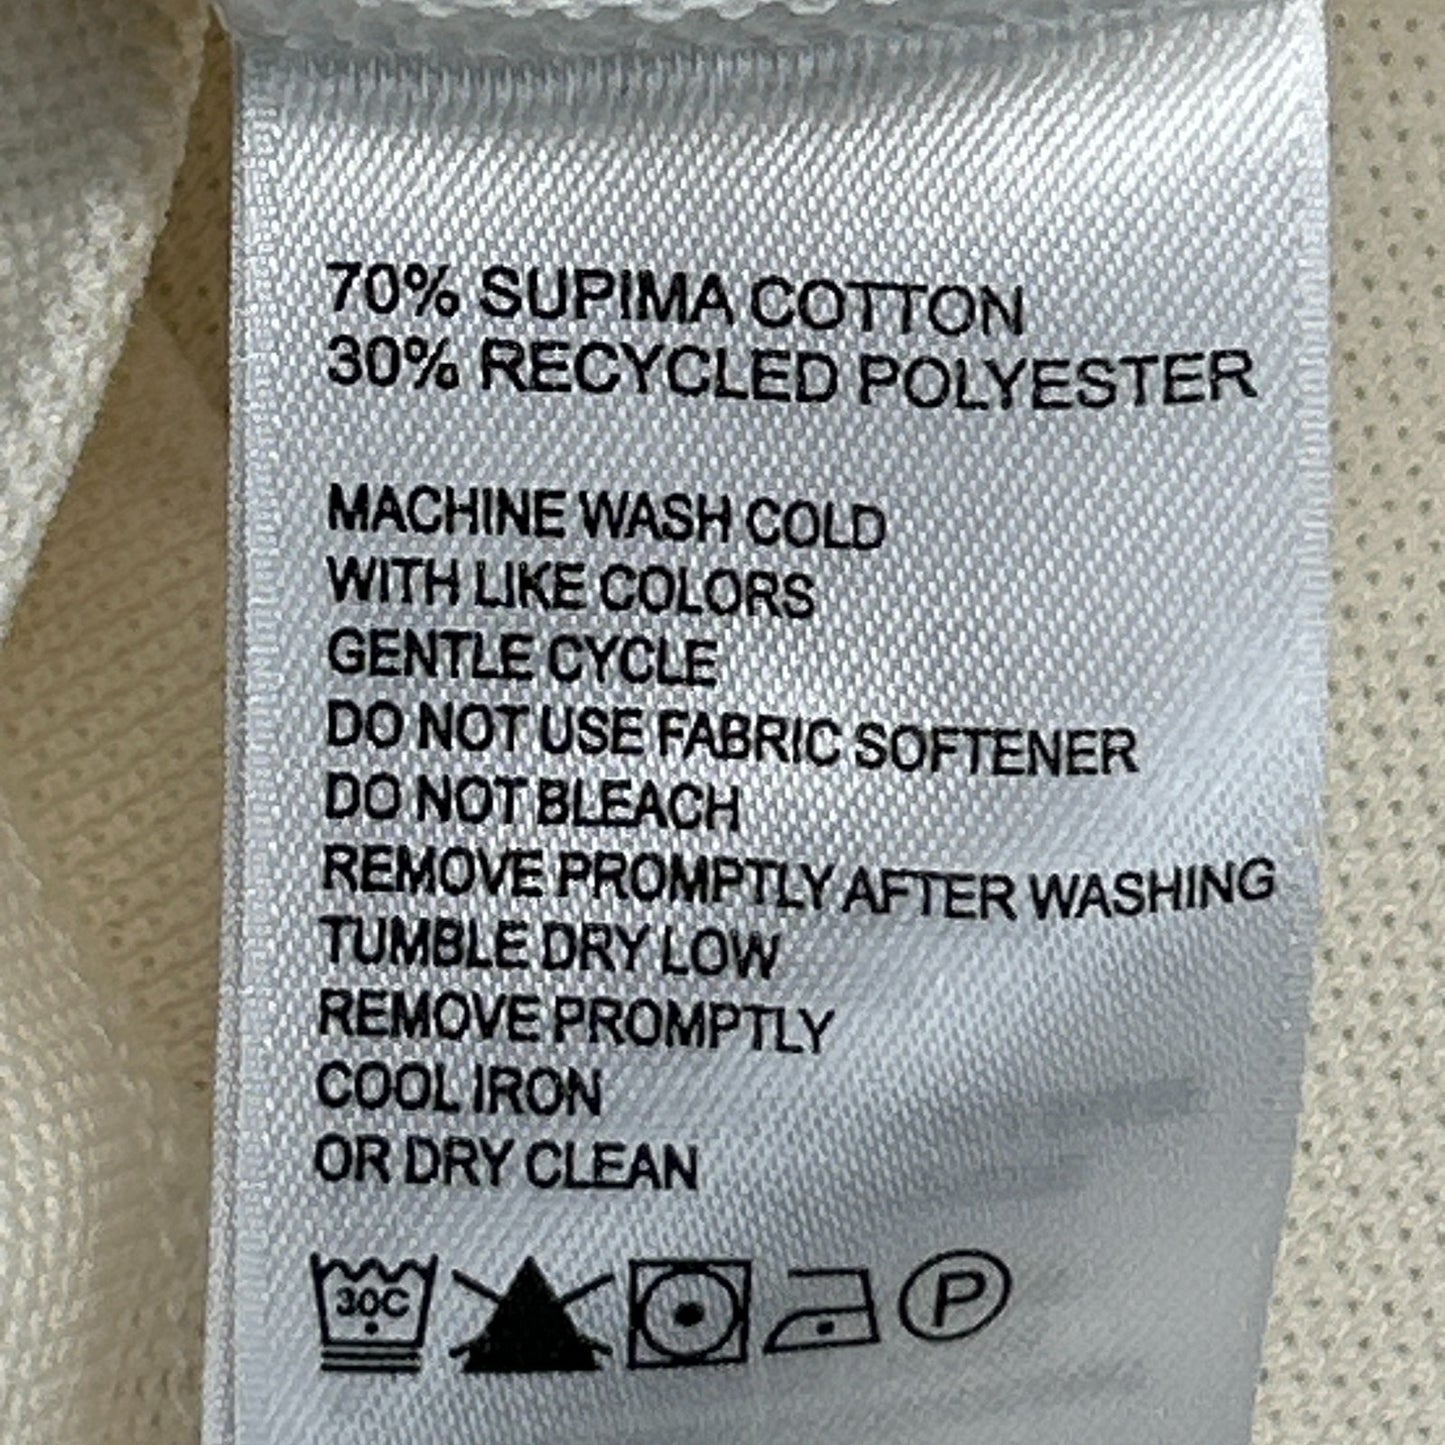 70% SUPIMA COTTON
30% RECYCLED POLYESTER
MACHINE WASH COLD
WITH LIKE COLORS
GENTLE CYCLE
DO NOT USE FABRIC SOFTENER
DO NOT BLEACH
REMOVE PROMPTLY AFTER WASHING
TUMBLE DRY LOW
REMOVE PROMPTLY
COOL IRON
OR DRY CLEAN
30C P